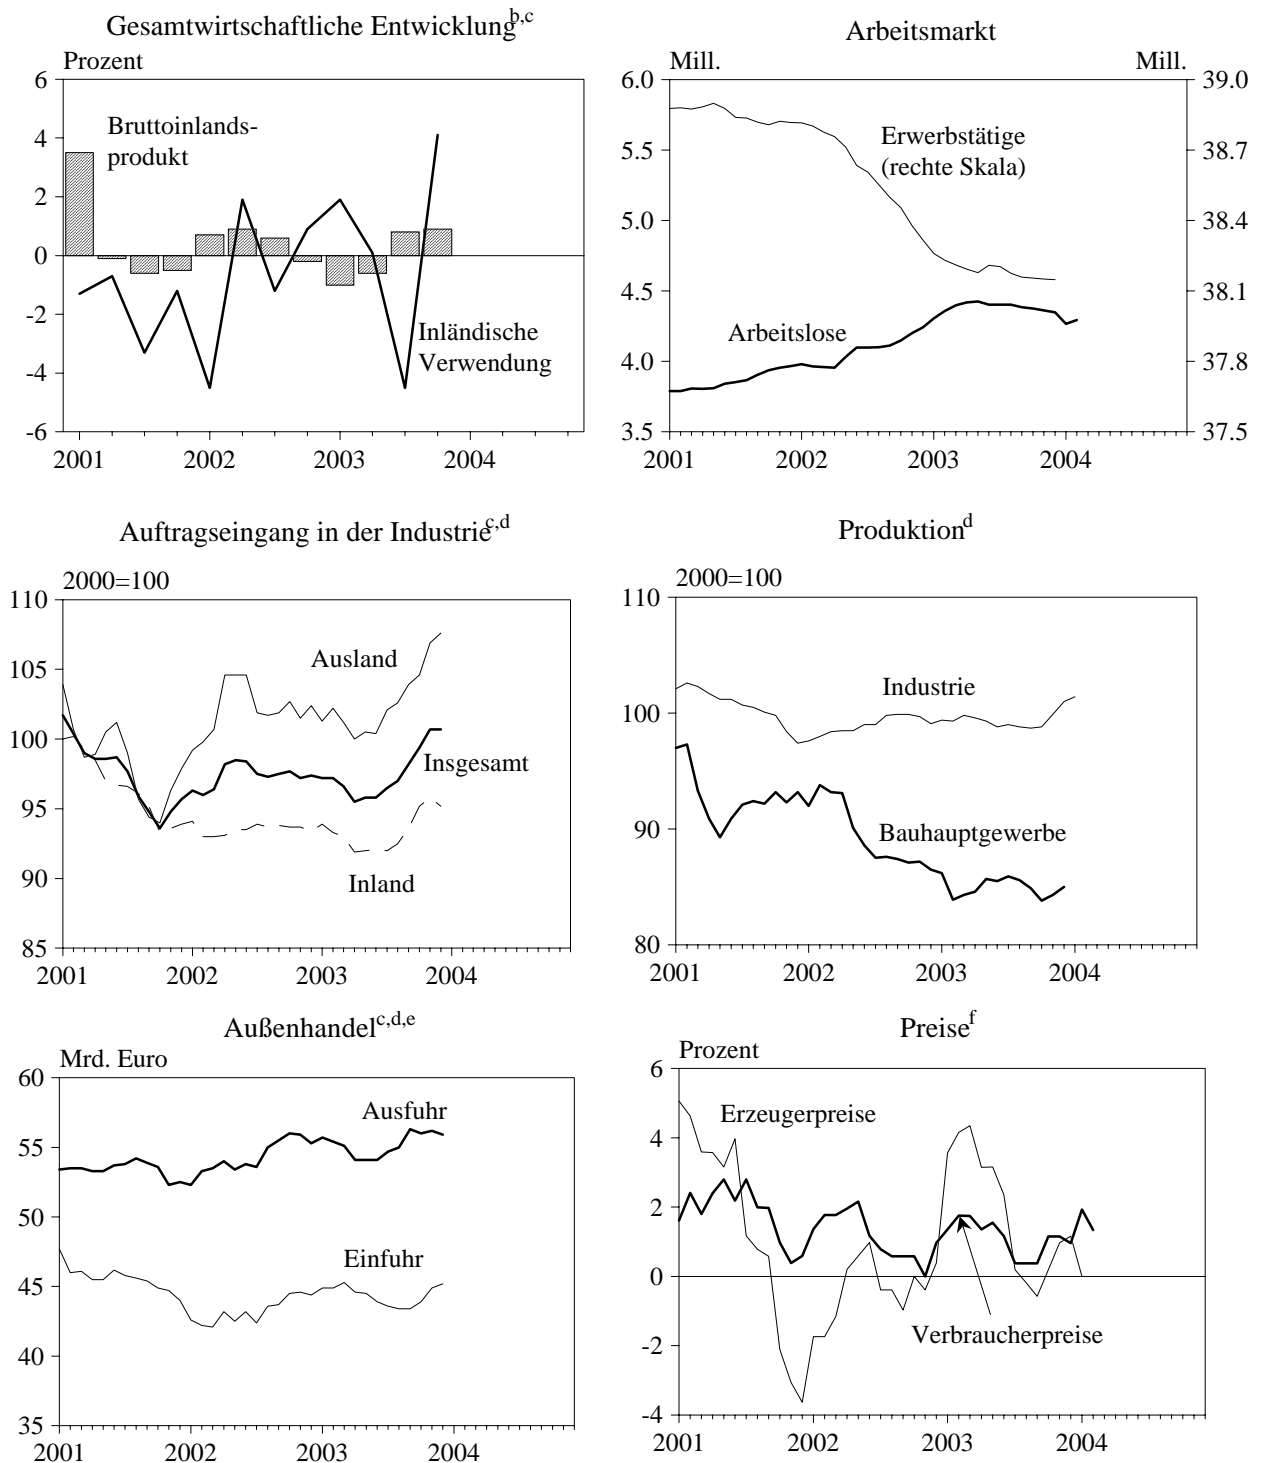 Gesamtwirtschaftliche Entwicklung b,c
Prozent
6
4
2
0
-2
-4
-6
Bruttoinlands-
produkt
Inländische
Verwendung
2001 2002 2003 2004
Arbeitsmarkt
Mill. Mill.
6.0 39.0
5.5 38.7
5.0 38.4
4.5 38.1
4.0 37.8
3.5 37.5
Erwerbstätige
(rechte Skala)
Arbeitslose
2001 2002 2003 2004
Auftragseingang in der Industrie c,d
2000=100
110
105
100
95
90
85
Ausland
Insgesamt
Inland
2001 2002 2003 2004
Produktion d
2000=100
110
100
90
80
Industrie
Bauhauptgewerbe
2001 2002 2003 2004
Außenhandel c,d,e
Mrd. Euro
60
55
50
45
40
35
Ausfuhr
Einfuhr
2001 2002 2003 2004
Preise f
Prozent
6
4
2
0
-2
-4
Erzeugerpreise
Verbraucherpreise
2001 2002 2003 2004